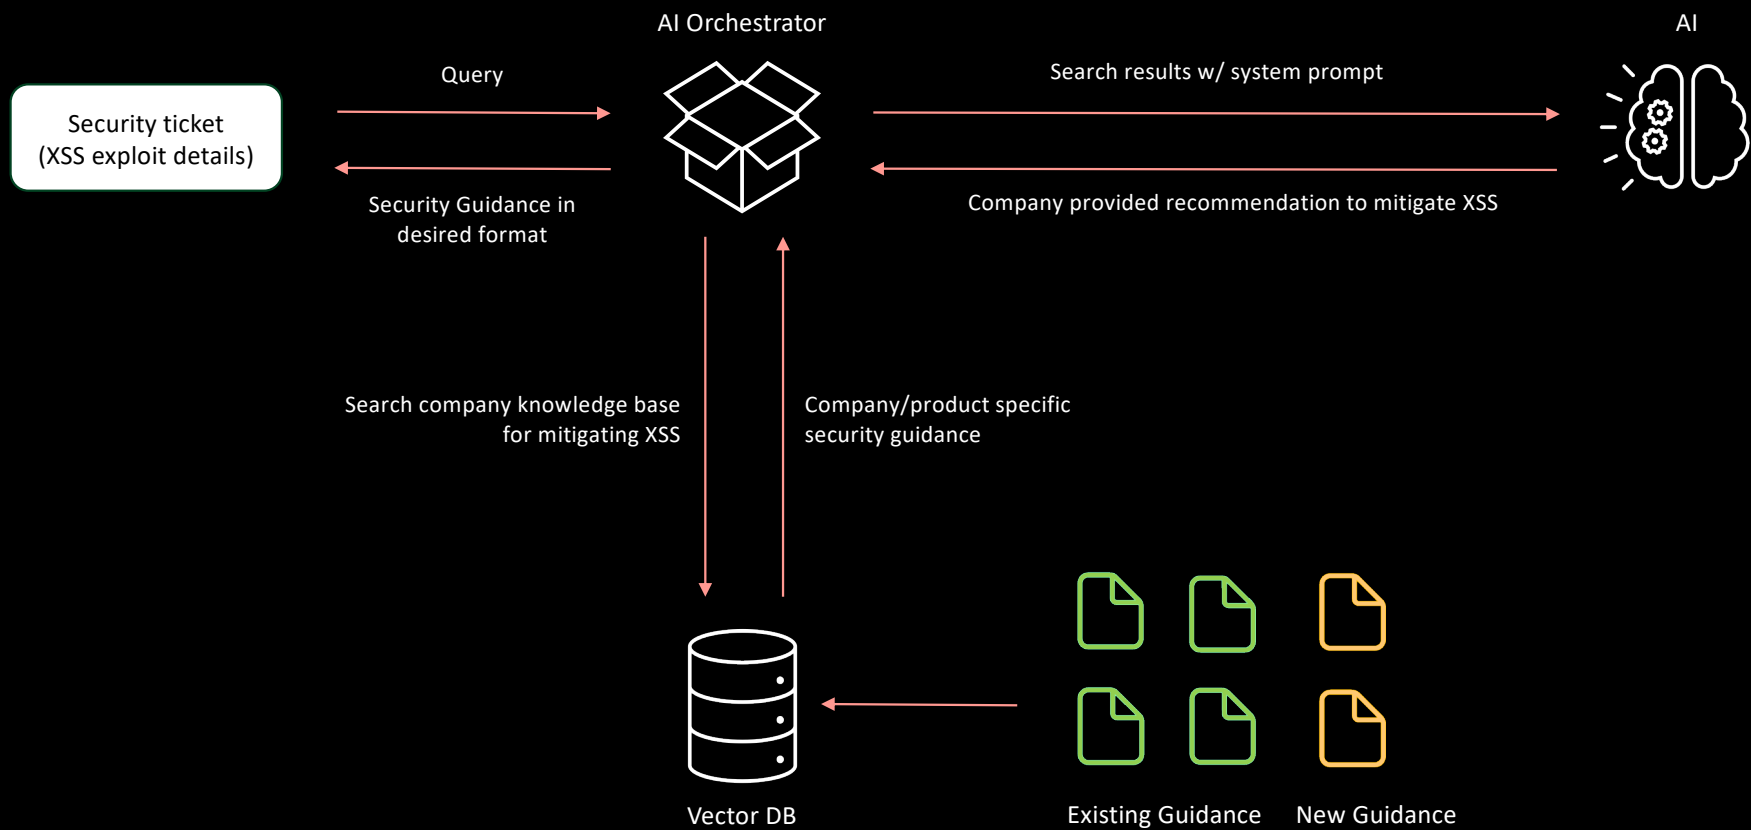 AI Orchestrator
AI
Query
Search results w/ system prompt
Security ticket
(XSS exploit details)
Security Guidance in
desired format
Company provided recommendation to mitigate XSS
Search company knowledge base
for mitigating XSS
Company/product specific
security guidance
Vector DB
Existing Guidance
New Guidance